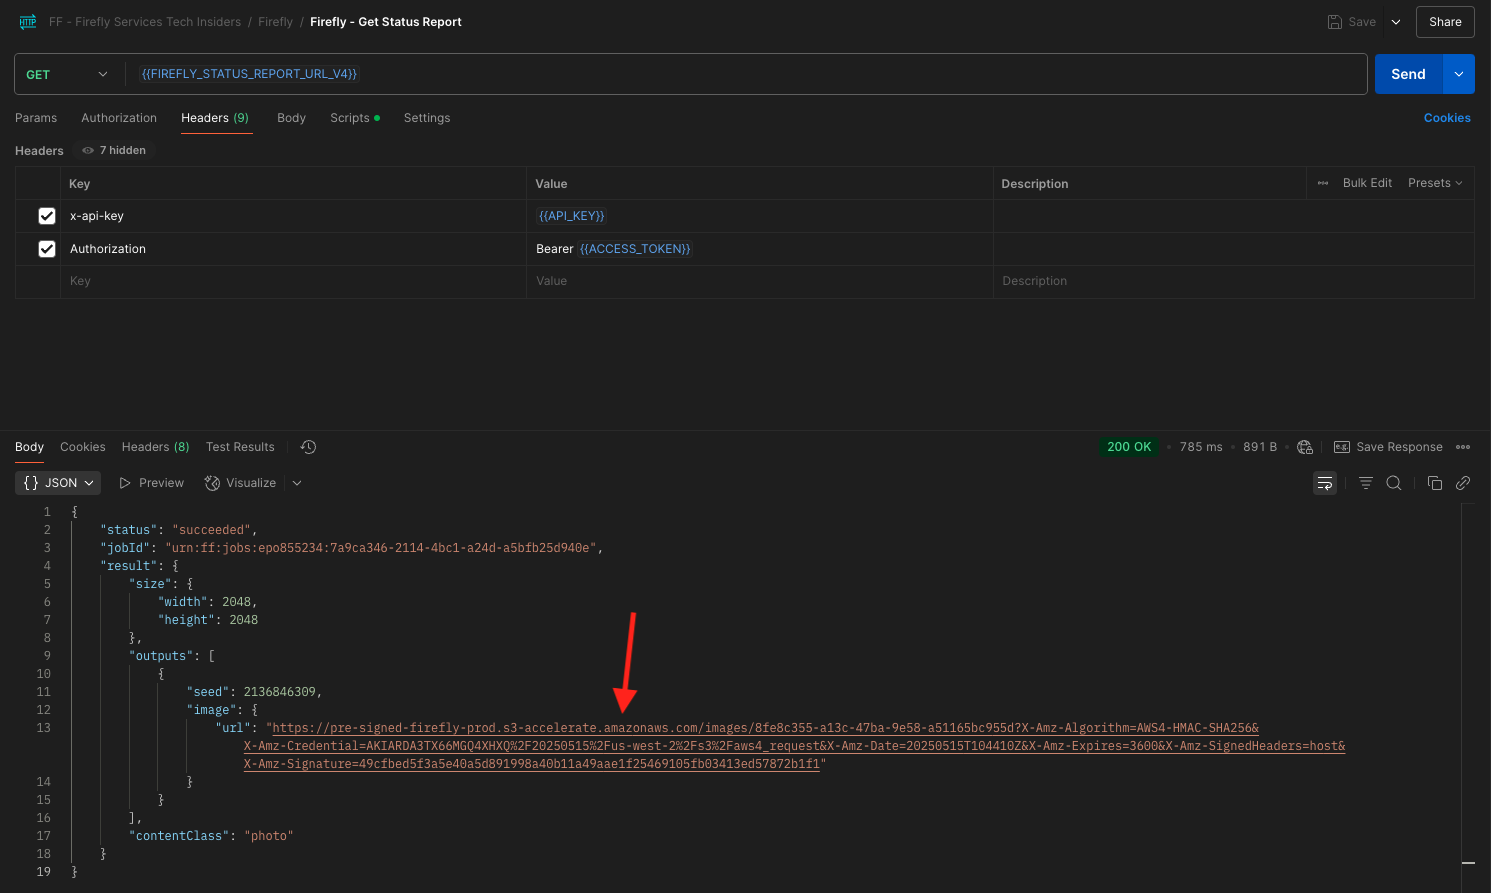 HTTP FF - Firefly Services Tech Insiders / Firefly / Firefly - Get Status Report Save Share
GET {{FIREFLY_STATUS_REPORT_URL_V4}} Send
Params Authorization Headers (9) Body Scripts Settings Cookies
Headers 7 hidden
Key Value Description Bulk Edit Presets
x-api-key {{API_KEY}}
Authorization Bearer {{ACCESS_TOKEN}}
Key Value Description
Body Cookies Headers (8) Test Results 200 OK 785 ms 891 B e.g. Save Response
{} JSON Preview Visualize
1 {
2 "status": "succeeded",
3 "jobId": "urn:ff:jobs:epo855234:7a9ca346-2114-4bc1-a24d-a5bfb25d940e",
4 "result": {
5 "size": {
6 "width": 2048,
7 "height": 2048
8 },
9 "outputs": [
10 {
11 "seed": 2136846309,
12 "image": {
13 "url": "https://pre-signed-firefly-prod.s3-accelerate.amazonaws.com/images/8fe8c355-a13c-47ba-9e58-a51165bc955d?X-Amz-Algorithm=AWS4-HMAC-SHA256&
X-Amz-Credential=AKIARDA3TX66MGQ4XHXQ%2F20250515%2Fus-west-2%2Fs3%2Faws4_request&X-Amz-Date=20250515T104410Z&X-Amz-Expires=3600&X-Amz-SignedHeaders=host&
X-Amz-Signature=49cfbed5f3a5e40a5d891998a40b11a49aae1f25469105fb03413ed57872b1f1"
14 }
15 }
16 ],
17 "contentClass": "photo"
18 }
19 }